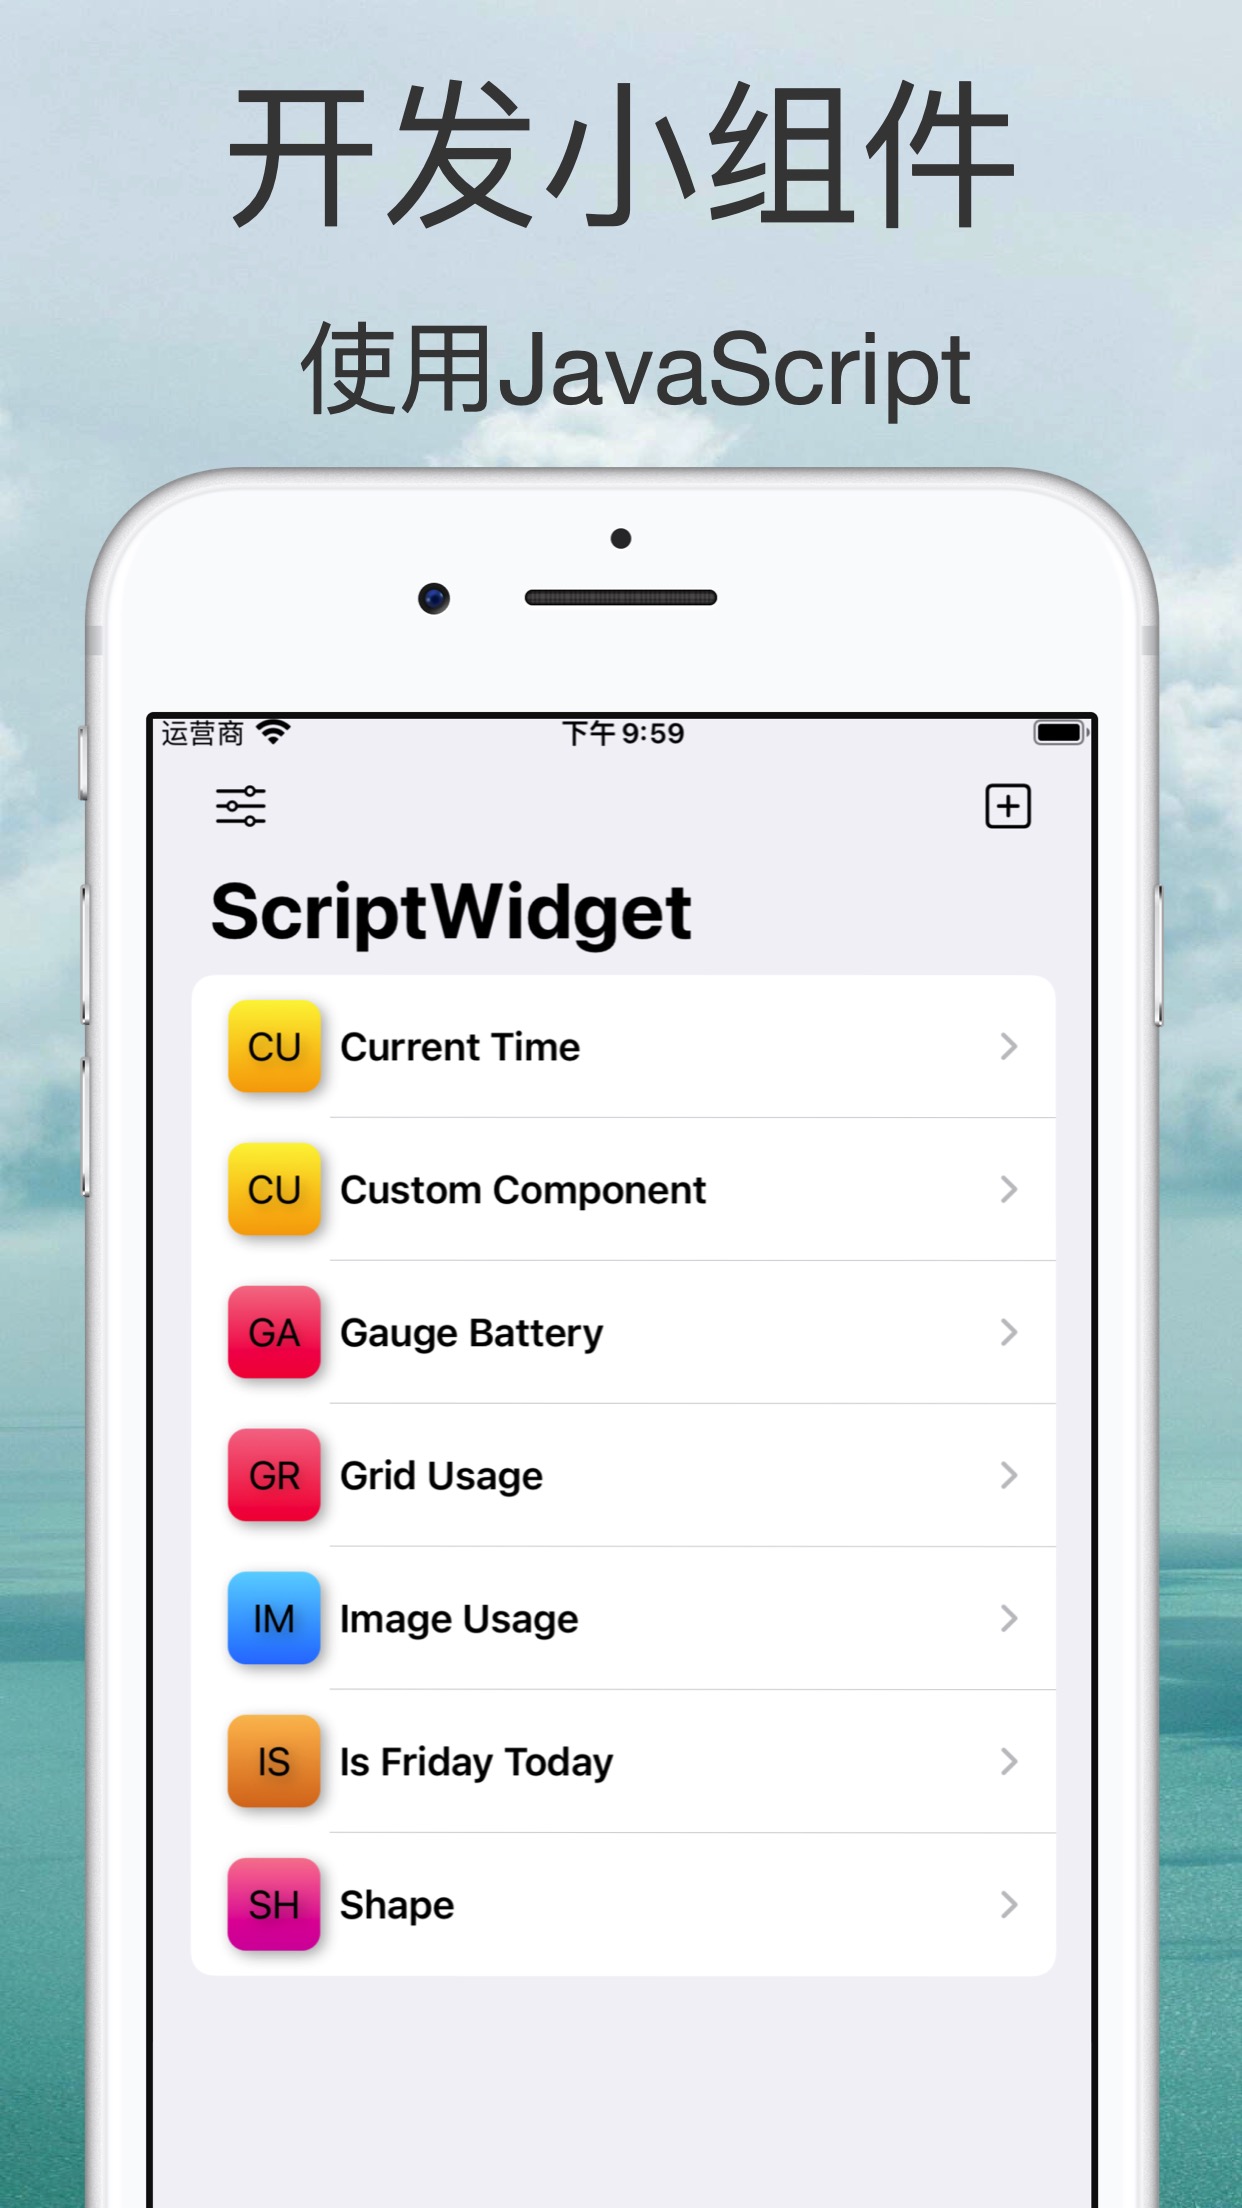 开发小组件
使用JavaScript
运营商 下午 9:59
ScriptWidget
CU Current Time
CU Custom Component
GA Gauge Battery
GR Grid Usage
IM Image Usage
IS Is Friday Today
SH Shape